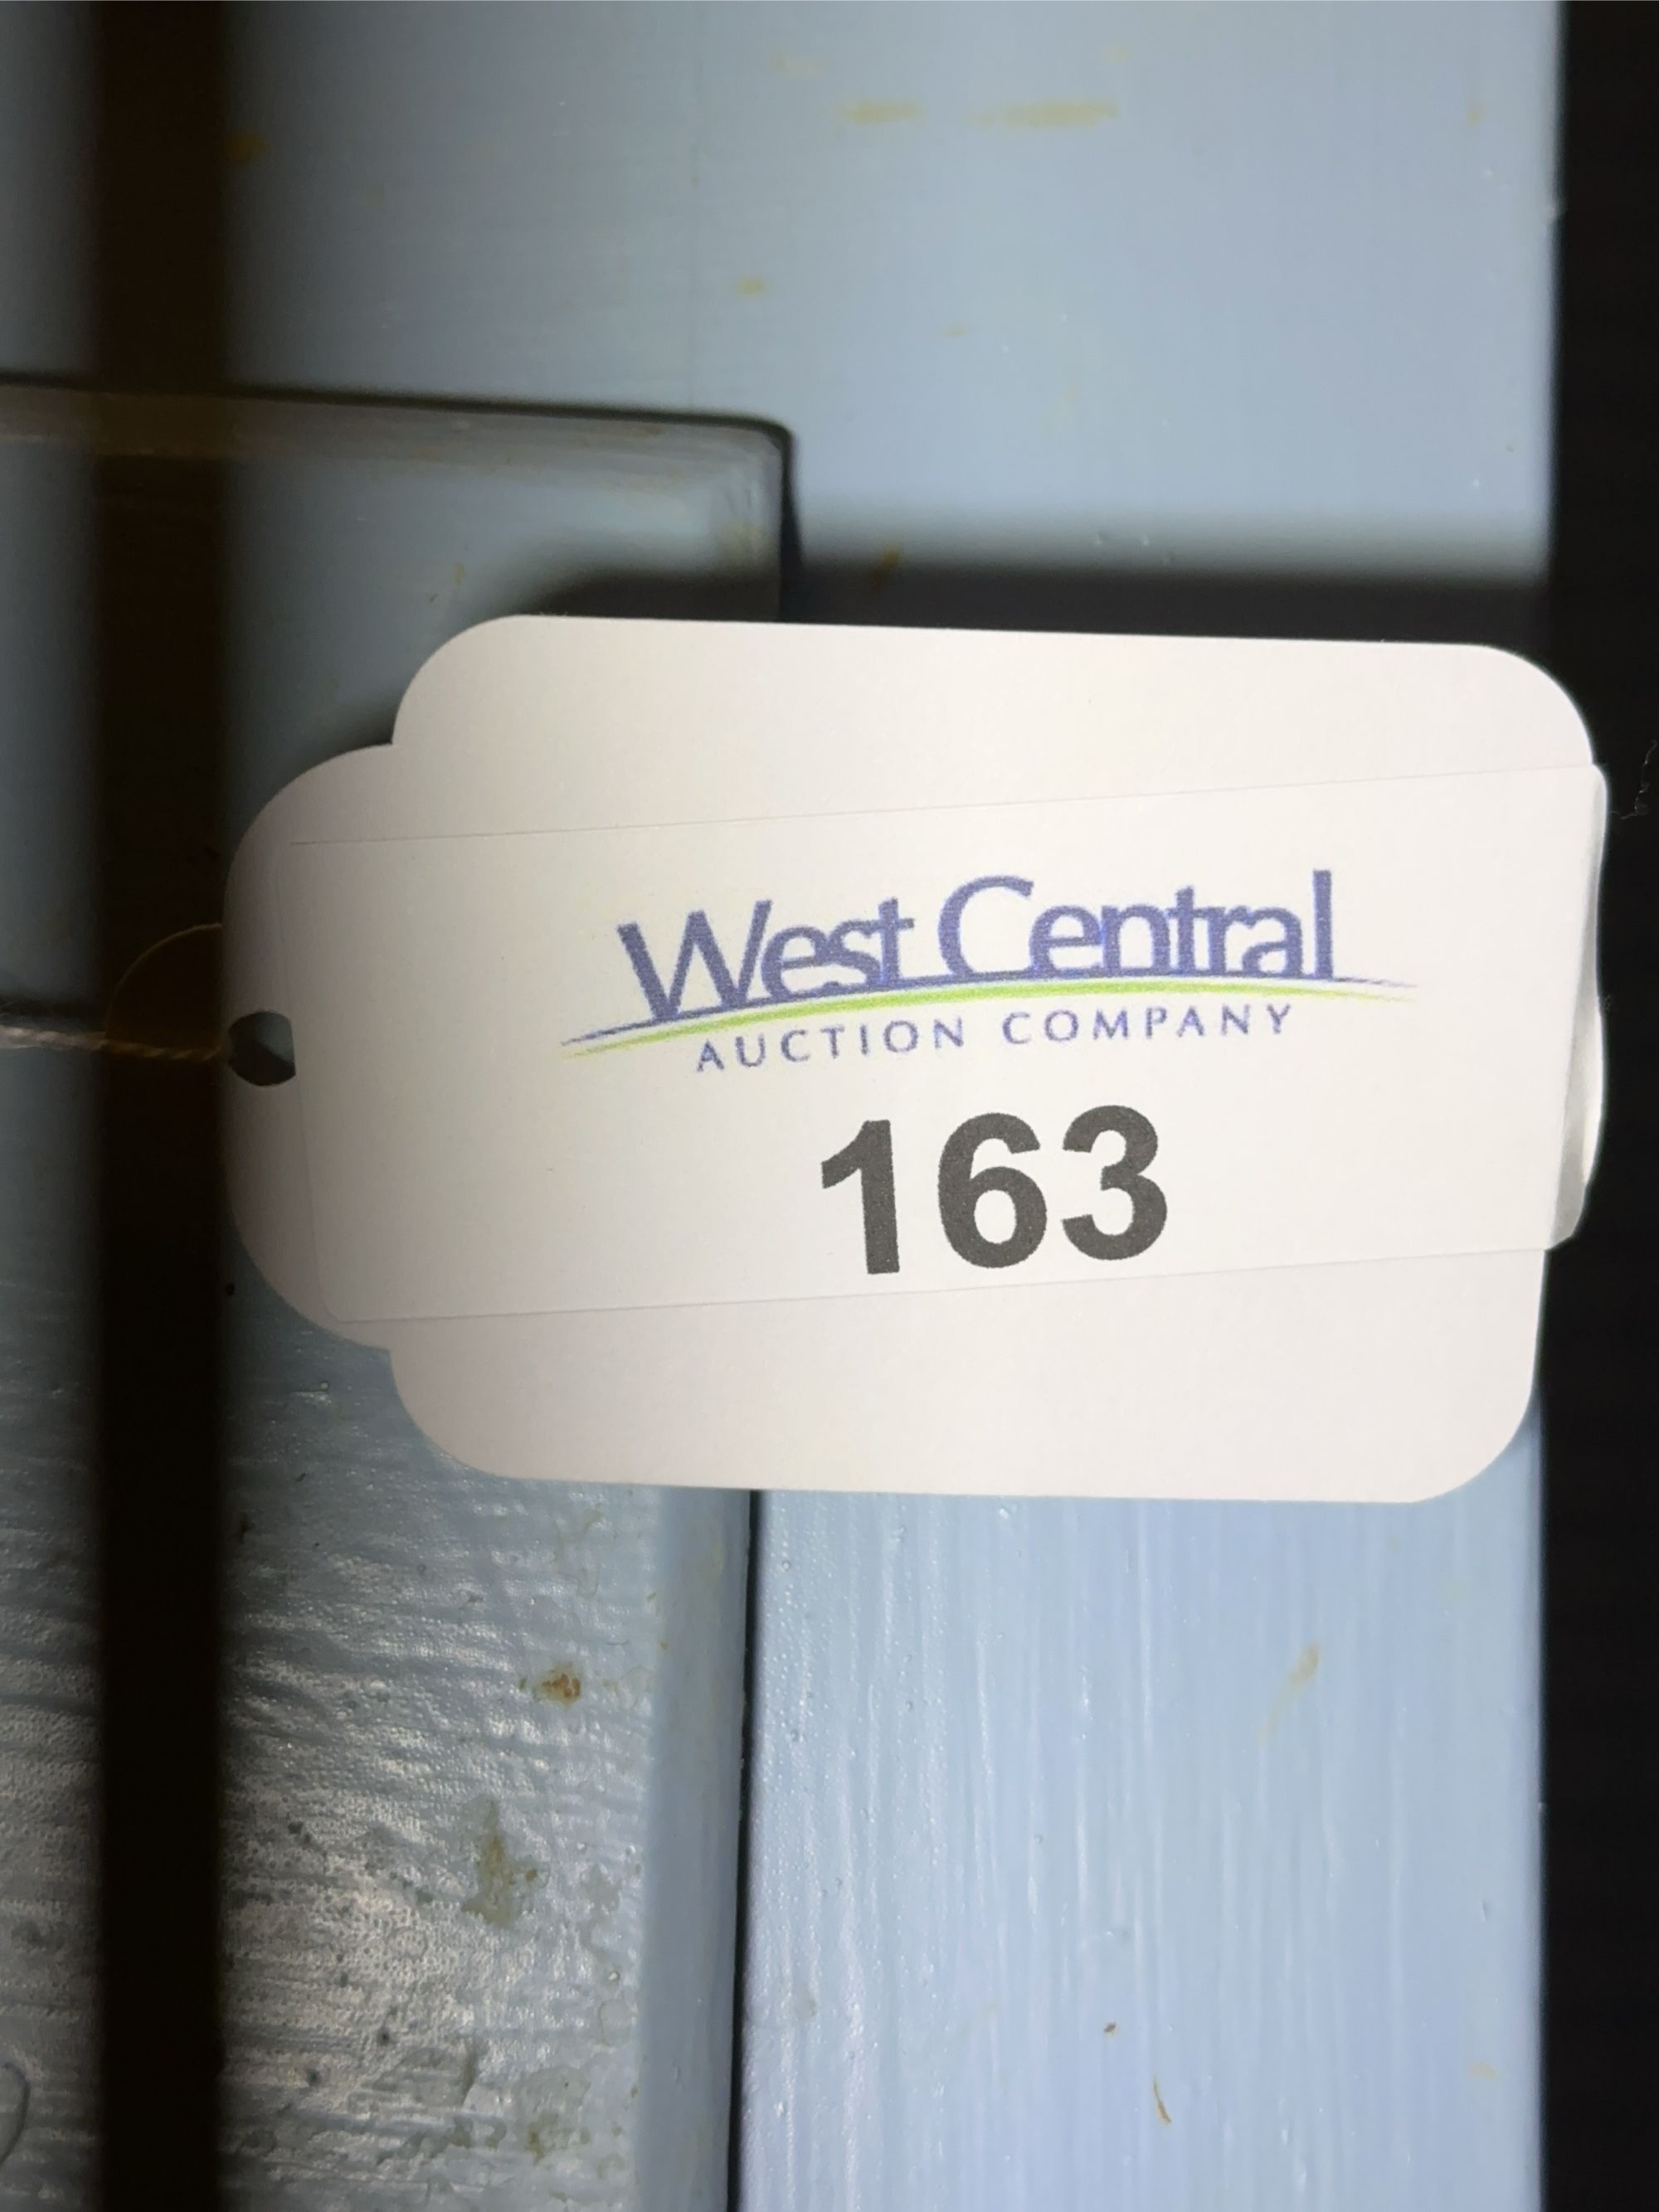 West Central
AUCTION COMPANY
163